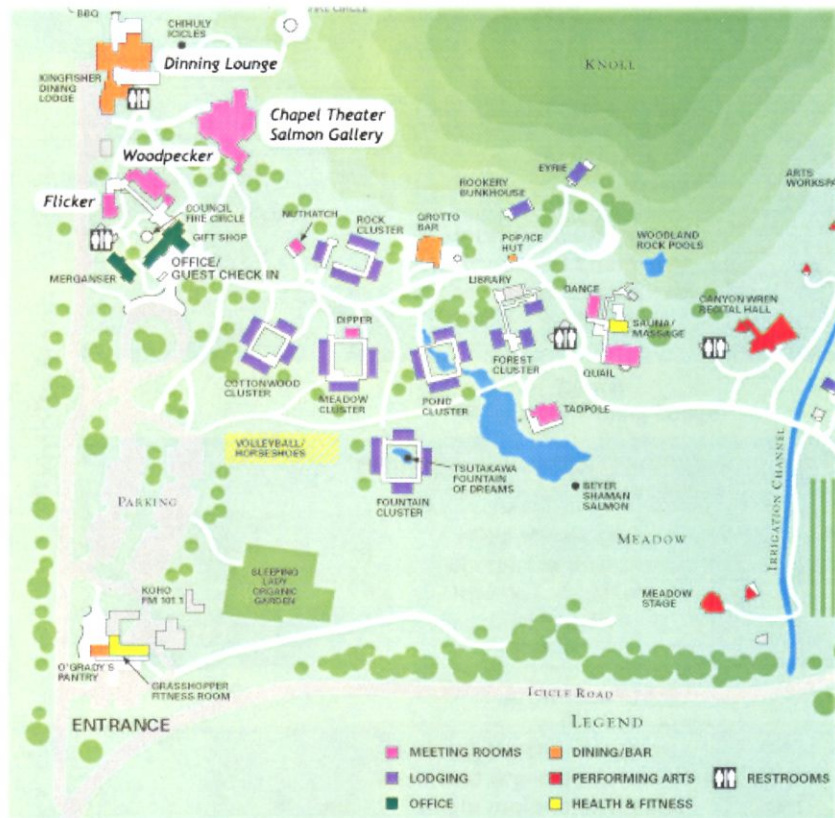 BBQ
FIRE CIRCLE
CHIHULY
ICICLES
Dinning Lounge
KNOLL
KINGFISHER
DINING
LODGE
Chapel Theater
Salmon Gallery
Woodpecker
EYRIE
ARTS
WORKSPA
Flicker
ROOKERY
BUNKHOUSE
COUNCIL
FIRE CIRCLE
NUTHATCH
ROCK
CLUSTER
GROTTO
BAR
GIFT SHOP
POP/ICE
HUT
WOODLAND
ROCK POOLS
OFFICE/
GUEST CHECK IN
MERGANSER
LIBRARY
DANCE
CANYON WREN
RECITAL HALL
DIPPER
SAUNA/
MASSAGE
FOREST
CLUSTER
QUAIL
COTTONWOOD
CLUSTER
MEADOW
CLUSTER
POND
CLUSTER
TADPOLE
VOLLEYBALL/
HORSESHOES
TSUTAKAWA
FOUNTAIN
OF DREAMS
FOUNTAIN
CLUSTER
BEYER
SHAMAN
SALMON
PARKING
IRRIGATION CHANNEL
MEADOW
SLEEPING
LADY
ORGANIC
GARDEN
KOHO
FM 101.1
MEADOW
STAGE
O'GRADY'S
PANTRY
GRASSHOPPER
FITNESS ROOM
ICICLE ROAD
ENTRANCE
LEGEND
MEETING ROOMS
LODGING
OFFICE
DINING/BAR
PERFORMING ARTS
HEALTH & FITNESS
RESTROOMS